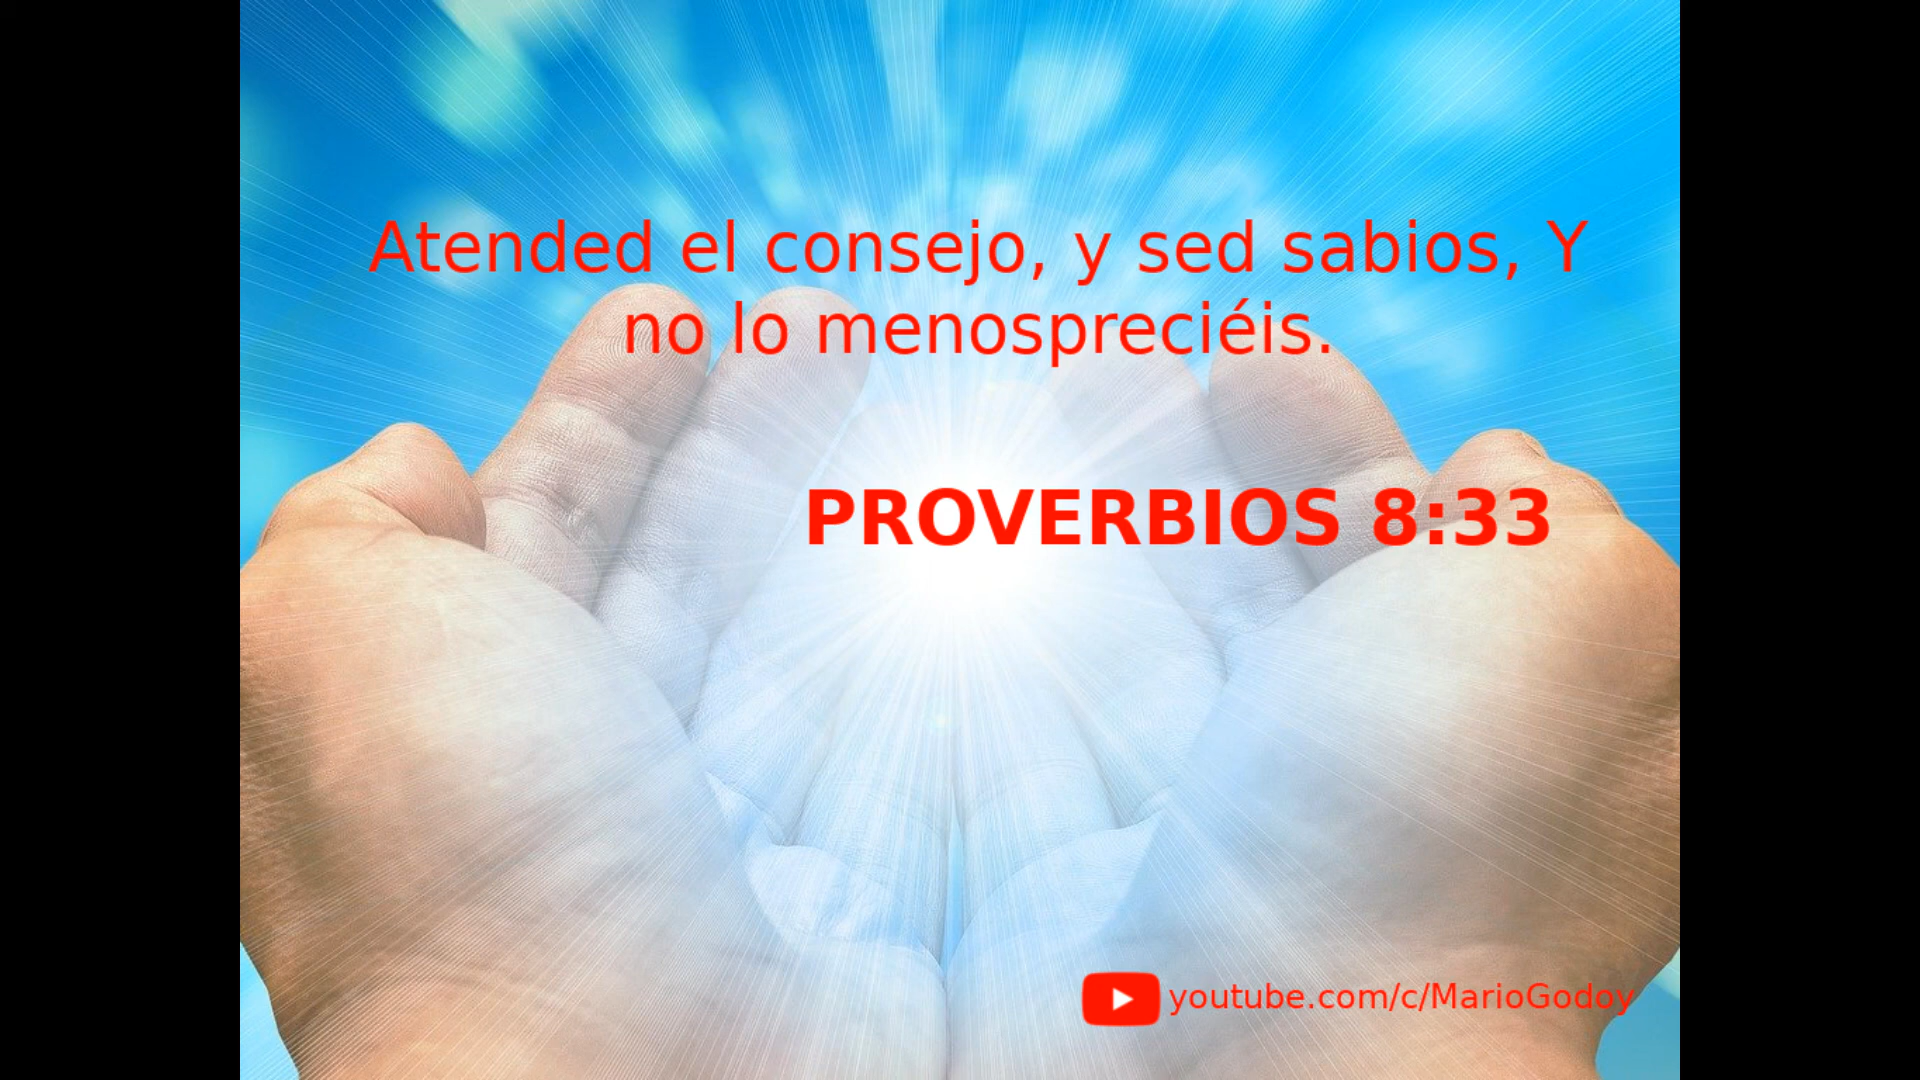 Atended el consejo, y sed sabios, Y
no lo menospreciéis.
PROVERBIOS 8:33
youtube.com/c/MarioGodoy